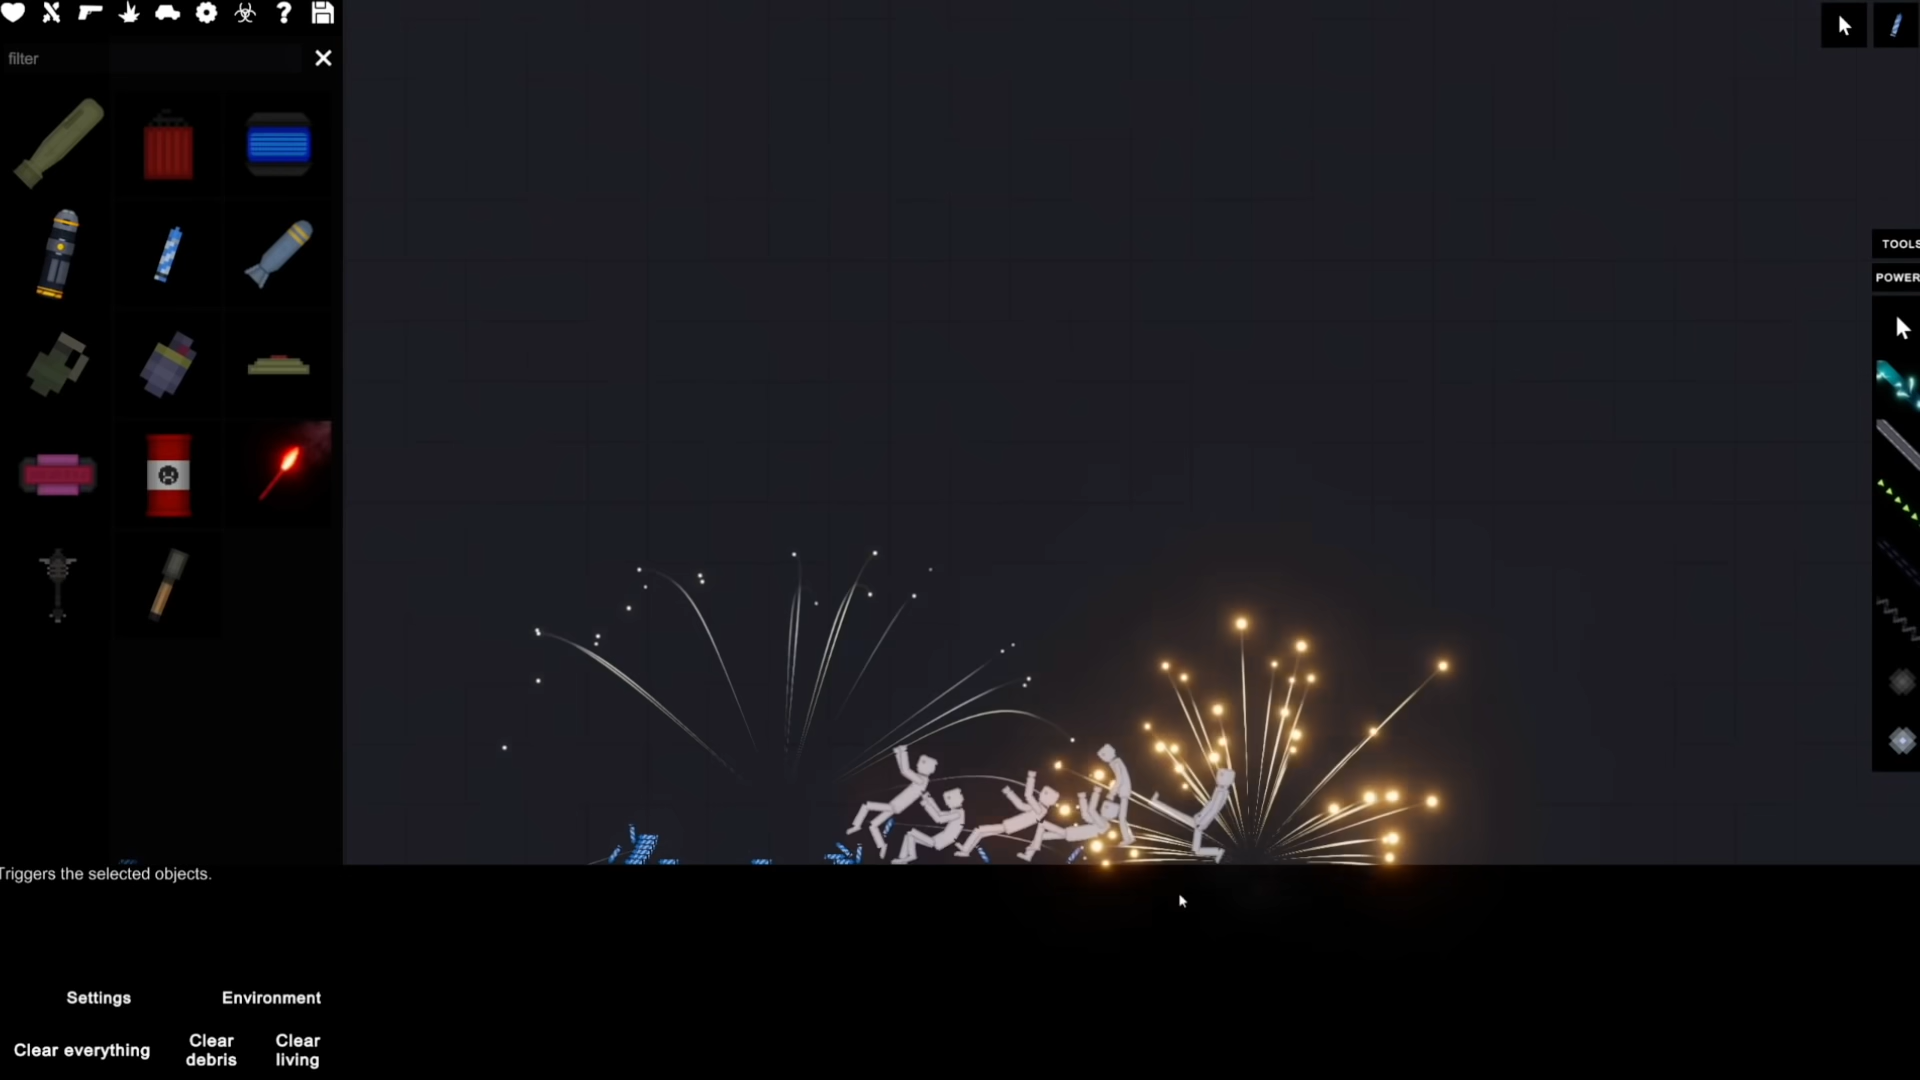 filter
TOOLS
POWER
Triggers the selected objects.
Settings
Environment
Clear everything
Clear
debris
Clear
living